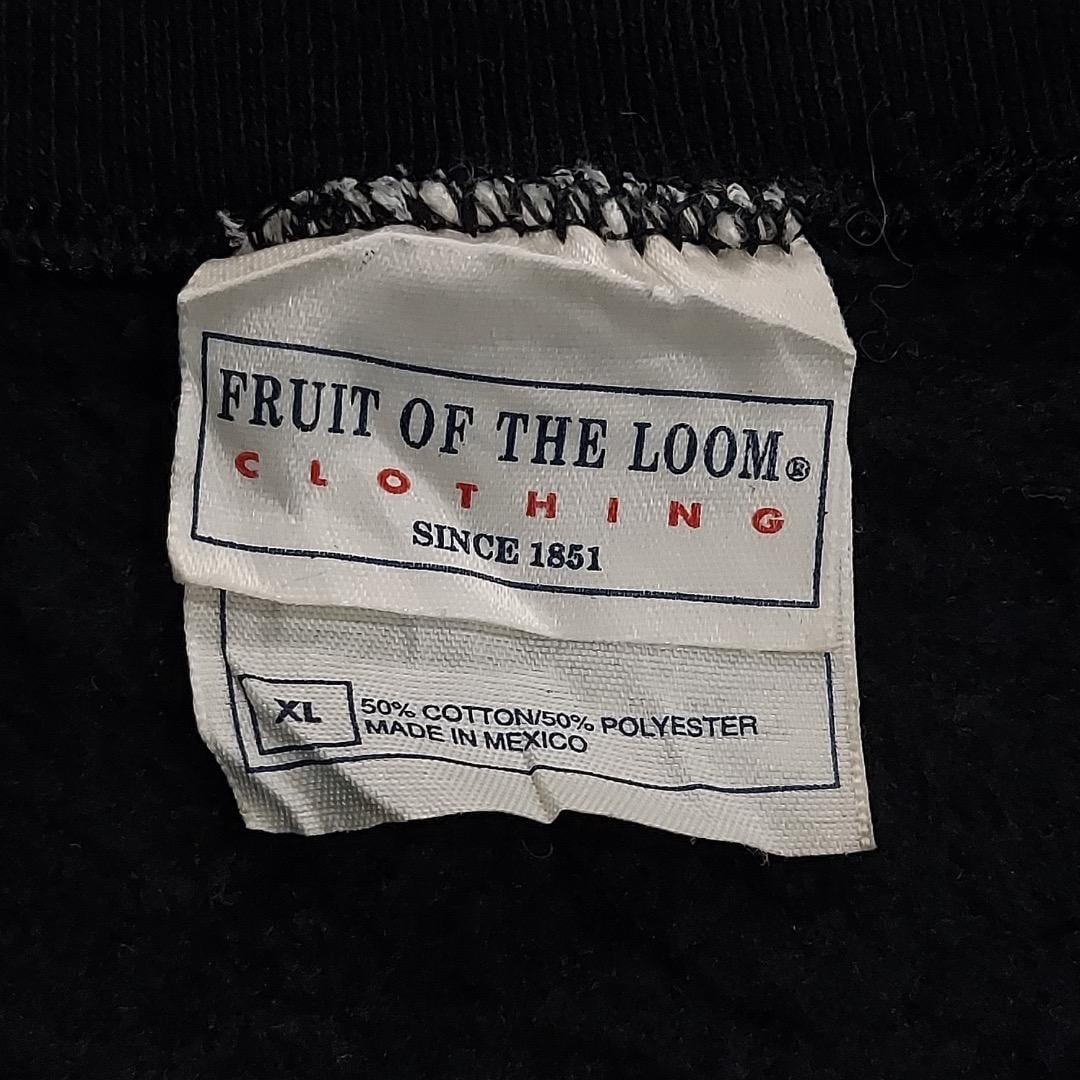 FRUIT OF THE LOOM®
CLOTHING
SINCE 1851
XL
50% COTTON/50% POLYESTER
MADE IN MEXICO